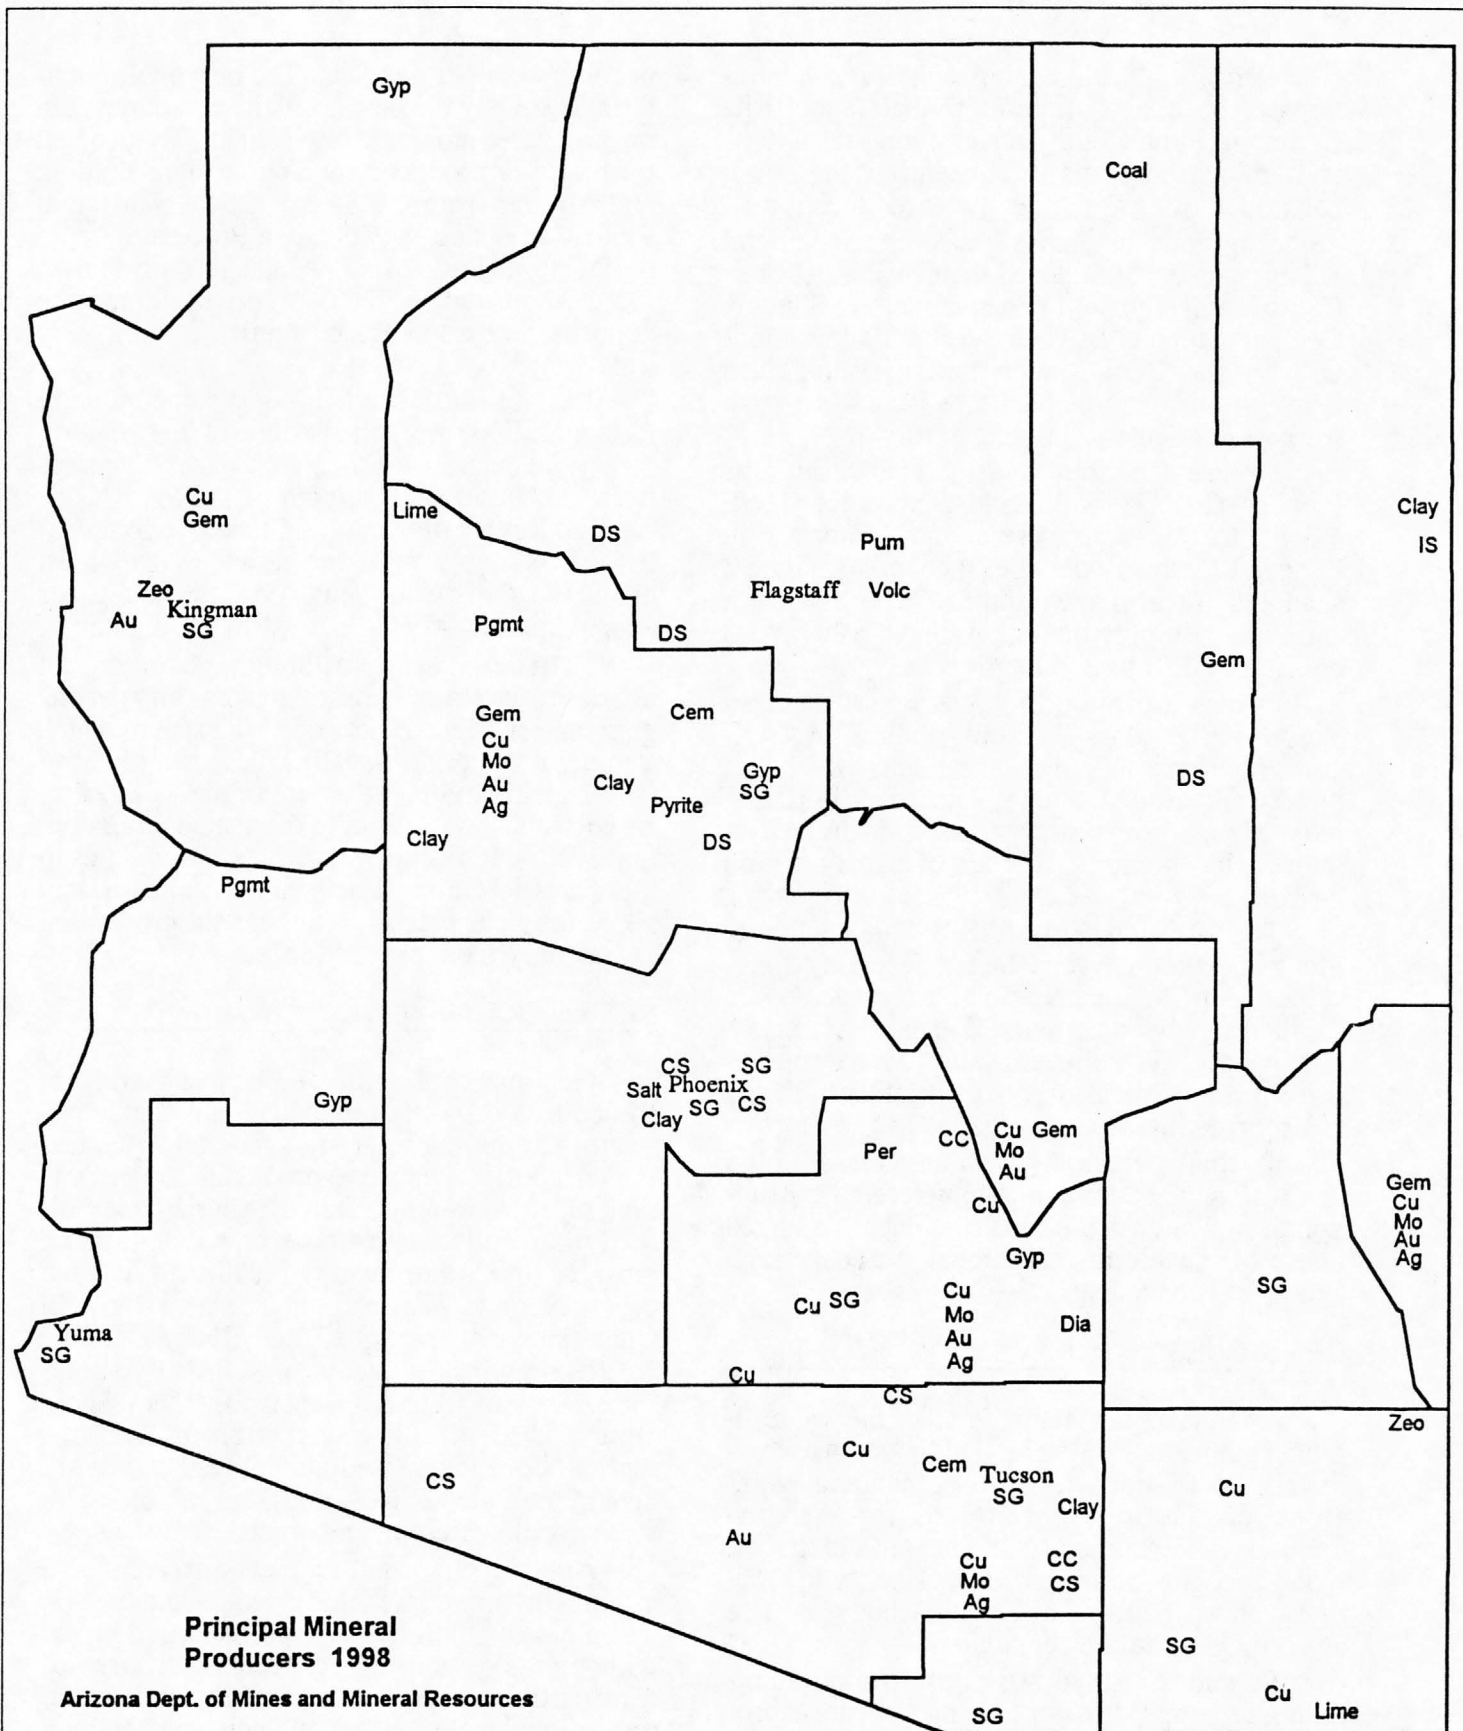 Gyp
Coal
Cu
Gem
Lime
DS
Pum
Clay
IS
Zeo
Kingman
Au
SG
Flagstaff
Volc
Pgmt
DS
Gem
Gem
Cu
Mo
Au
Ag
Cem
Clay
Gyp
SG
Pyrite
DS
DS
Clay
Pgmt
CS
SG
Salt
Phoenix
SG
CS
Clay
Gyp
Per
CC
Cu Gem
Mo
Au
Cu
Gem
Cu
Mo
Au
Ag
Gyp
Cu
SG
Cu
Mo
Au
Ag
Dia
SG
Yuma
SG
Cu
CS
Zeo
Cu
Cem
Tucson
SG
Clay
CS
Cu
Au
Cu
Mo
Ag
CC
CS
SG
Cu
Lime
SG
Principal Mineral
Producers 1998
Arizona Dept. of Mines and Mineral Resources